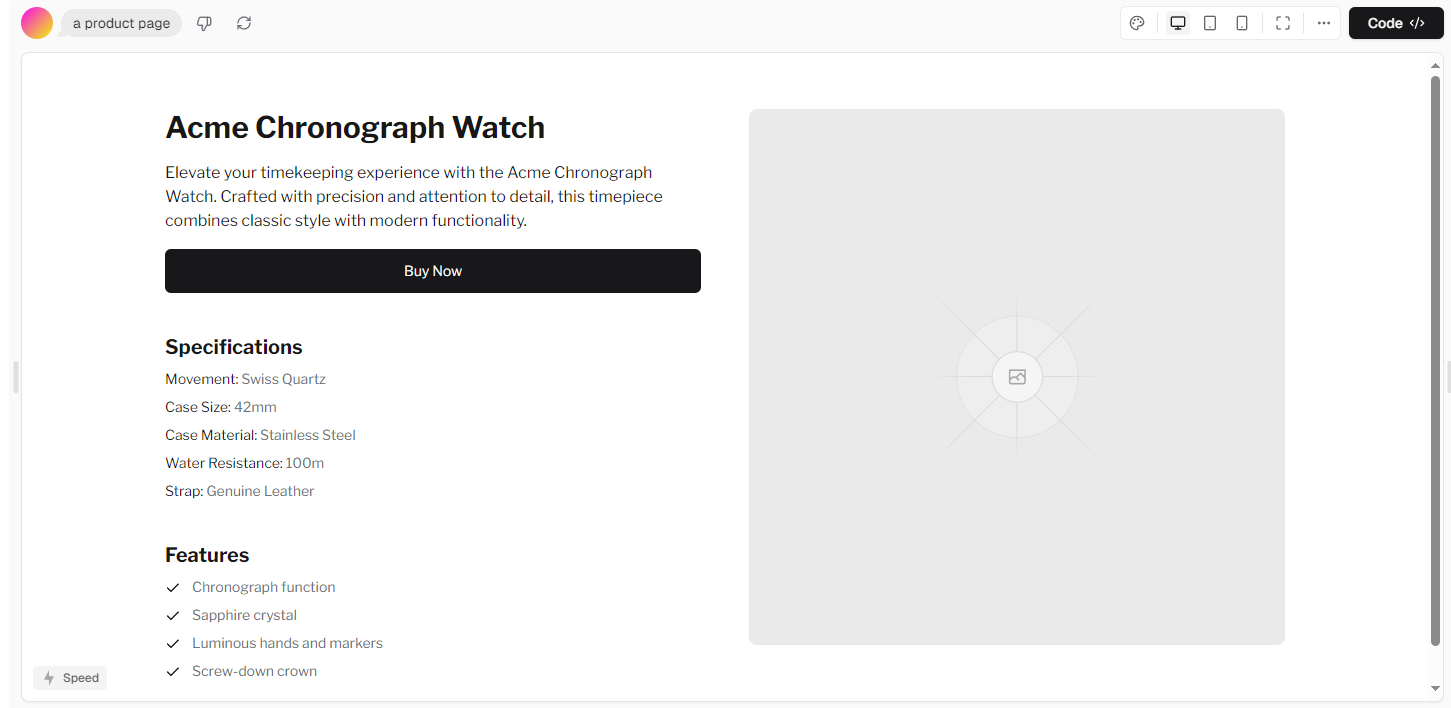 a product page
Code </>
Acme Chronograph Watch
Elevate your timekeeping experience with the Acme Chronograph
Watch. Crafted with precision and attention to detail, this timepiece
combines classic style with modern functionality.
Buy Now
Specifications
Movement: Swiss Quartz
Case Size: 42mm
Case Material: Stainless Steel
Water Resistance: 100m
Strap: Genuine Leather
Features
Chronograph function
Sapphire crystal
Luminous hands and markers
Screw-down crown
Speed